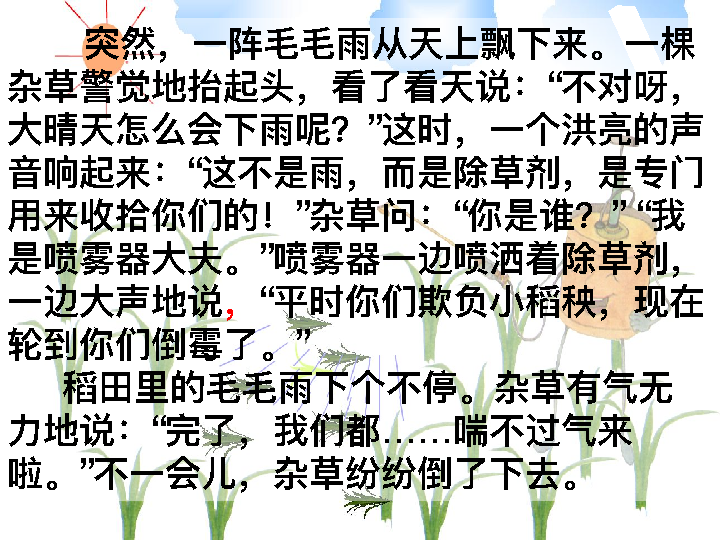 突然，一阵毛毛雨从天上飘下来。一棵
杂草警觉地抬起头，看了看天说：“不对呀，
大晴天怎么会下雨呢？”这时，一个洪亮的声
音响起来：“这不是雨，而是除草剂，是专门
用来收拾你们的！”杂草问：“你是谁？”“我
是喷雾器大夫。”喷雾器一边喷洒着除草剂，
一边大声地说，“平时你们欺负小稻秧，现在
轮到你们倒霉了。”
稻田里的毛毛雨下个不停。杂草有气无
力地说：“完了，我们都……喘不过气来
啦。”不一会儿，杂草纷纷倒了下去。